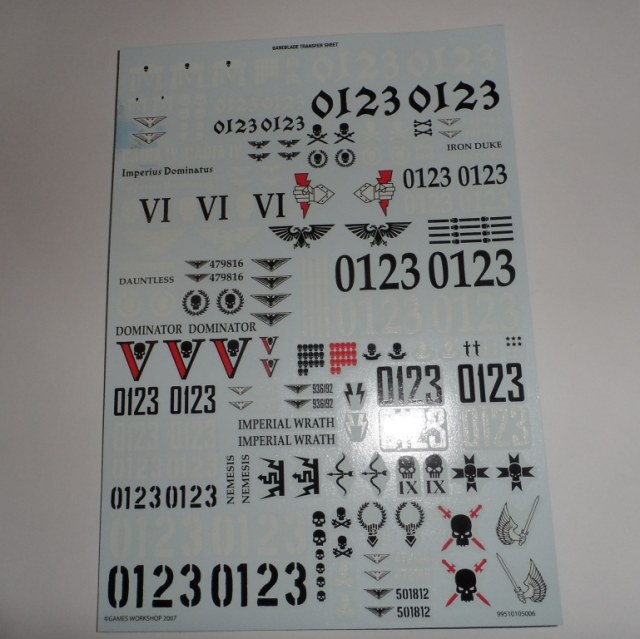 BANEBLADE TRANSFER SHEET
0123 0123
0123 0123
IRON DUKE
Imperius Dominatus
0123 0123
VI VI VI
479816
DAUNTLESS 479816
0123 0123
DOMINATOR DOMINATOR
V V V V
V
0123 0123
936192
936192
0123 0123
IMPERIAL WRATH
IMPERIAL WRATH
0123
NEMESIS NEMESIS
IX IX
0123 0123
0123 0123
501812
501812
©GAMES WORKSHOP 2007
99510105006